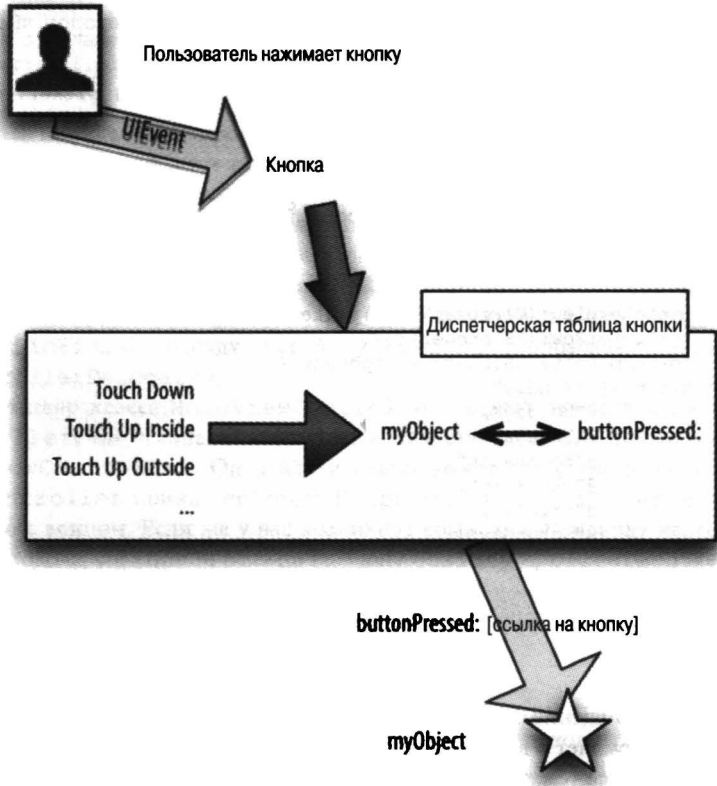 Пользователь нажимает кнопку
UIEvent
Кнопка
Диспетчерская таблица кнопки
Touch Down
Touch Up Inside
Touch Up Outside
...
myObject
buttonPressed:
buttonPressed: [ссылка на кнопку]
myObject